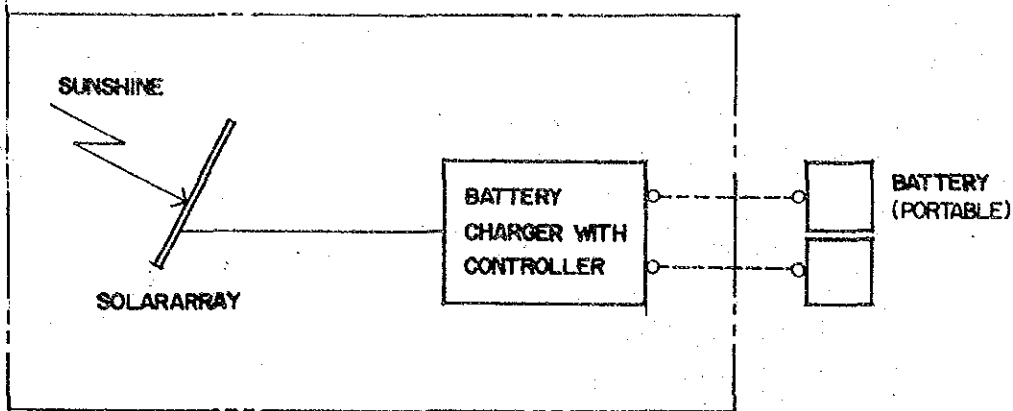 SUNSHINE
SOLARARRAY
BATTERY
CHARGER WITH
CONTROLLER
BATTERY
(PORTABLE)